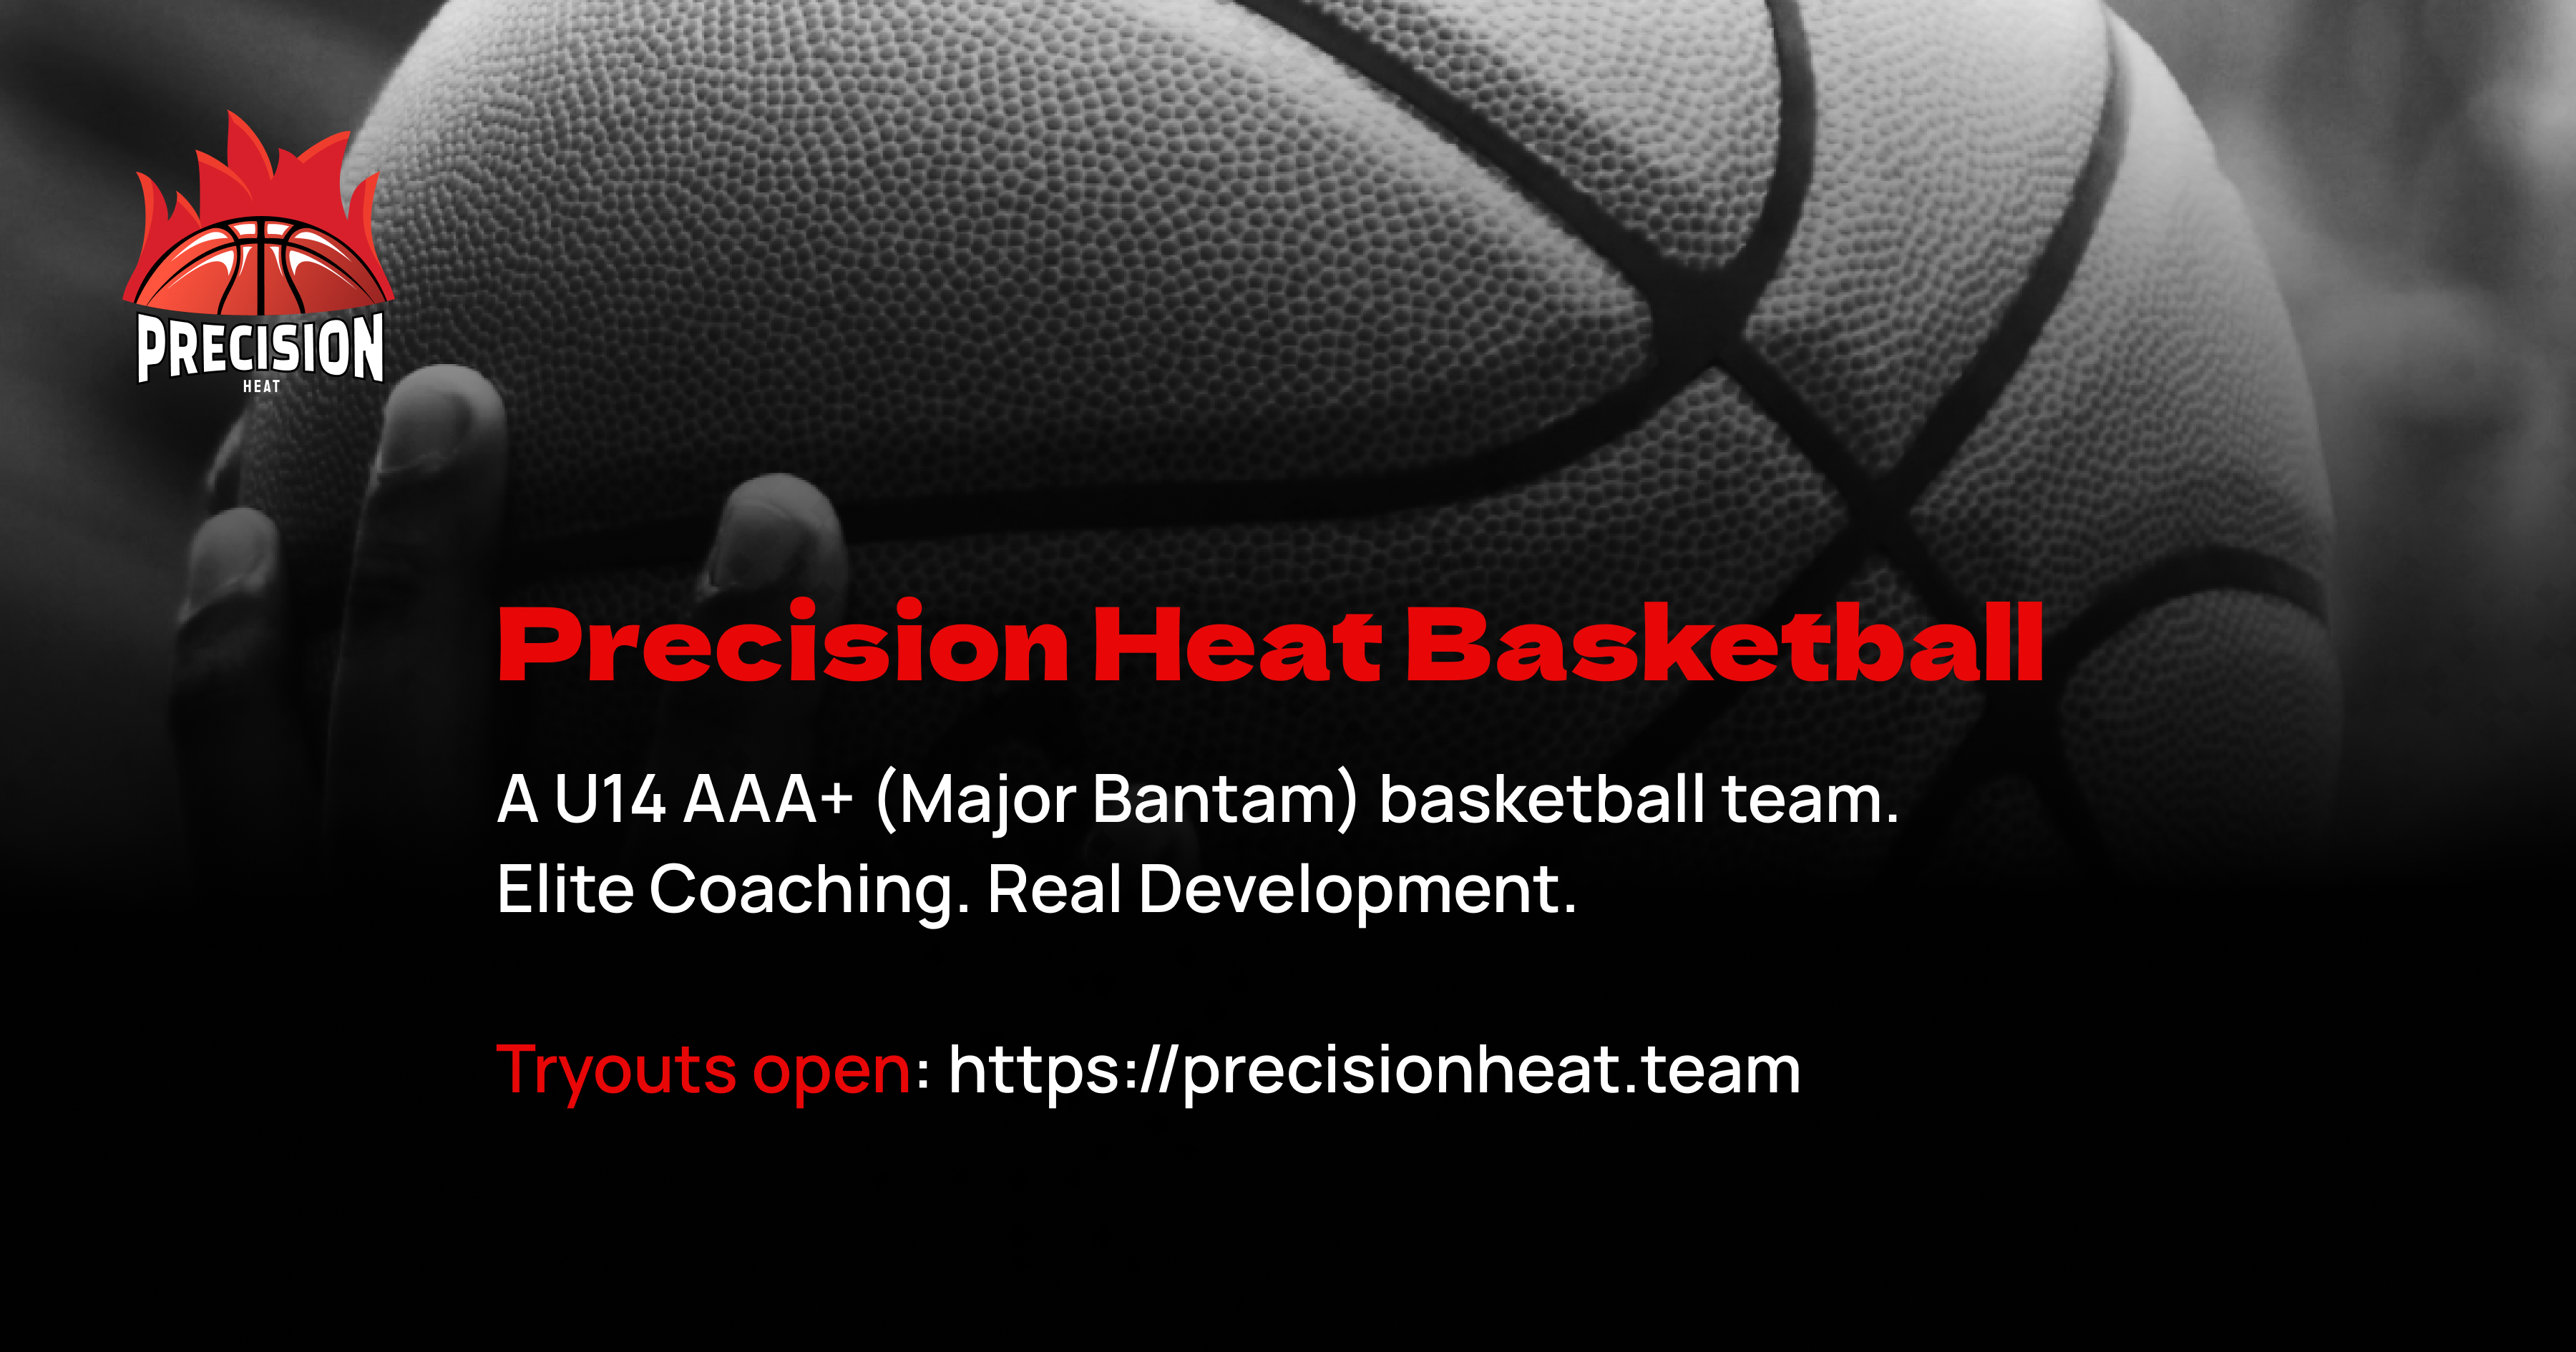 PRECISION
HEAT
Precision Heat Basketball
A U14 AAA+ (Major Bantam) basketball team.
Elite Coaching. Real Development.
Tryouts open: https://precisionheat.team